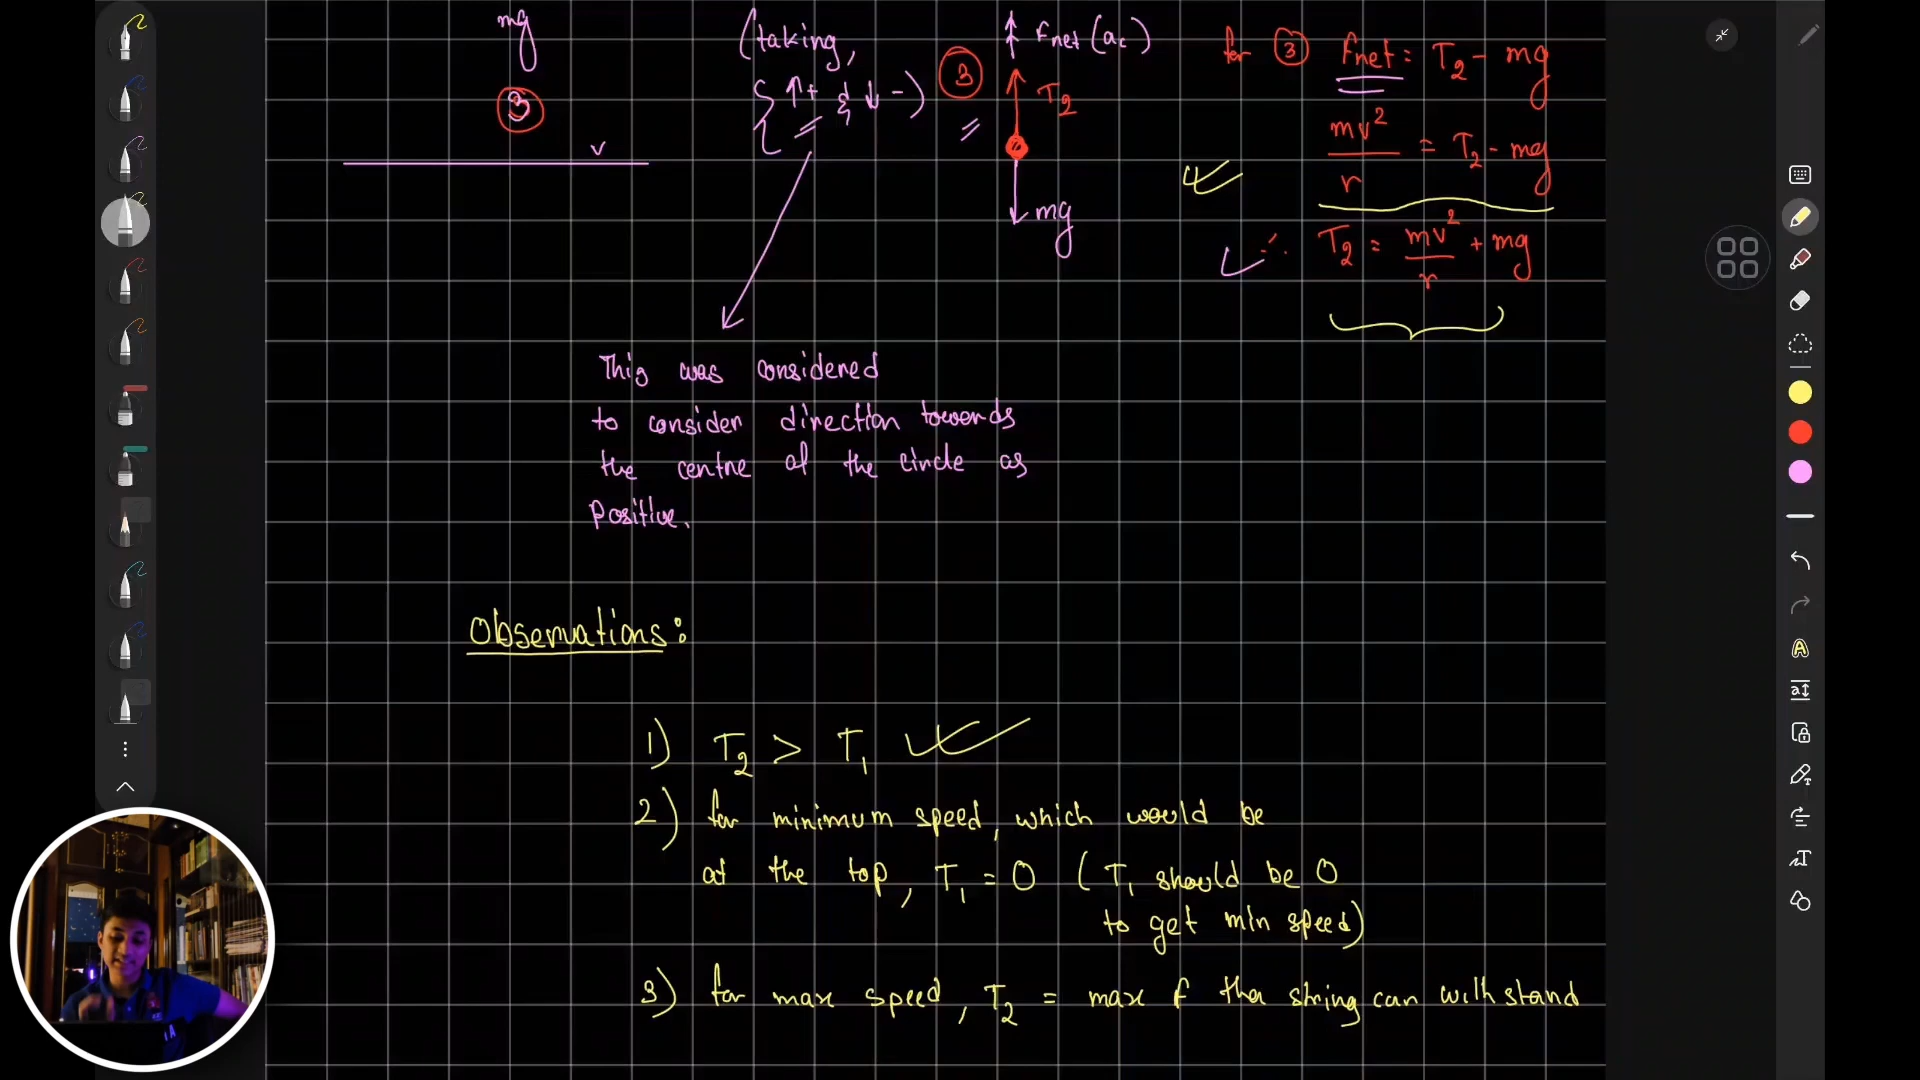 mg
3
v
(taking,
{ ↑+ & ↓ - )
3
Fnet (ac)
T2
mg
for 3 Fnet = T2 - mg
mv²/r = T2 - mg
∴ T2 = mv²/r + mg
This was considered
to consider direction towards
the centre of the circle as
positive.
Observations:
1) T2 > T1
2) for minimum speed, which would be
at the top, T1 = 0 ( T1 should be 0
to get min speed)
3) for max speed, T2 = max F the string can withstand